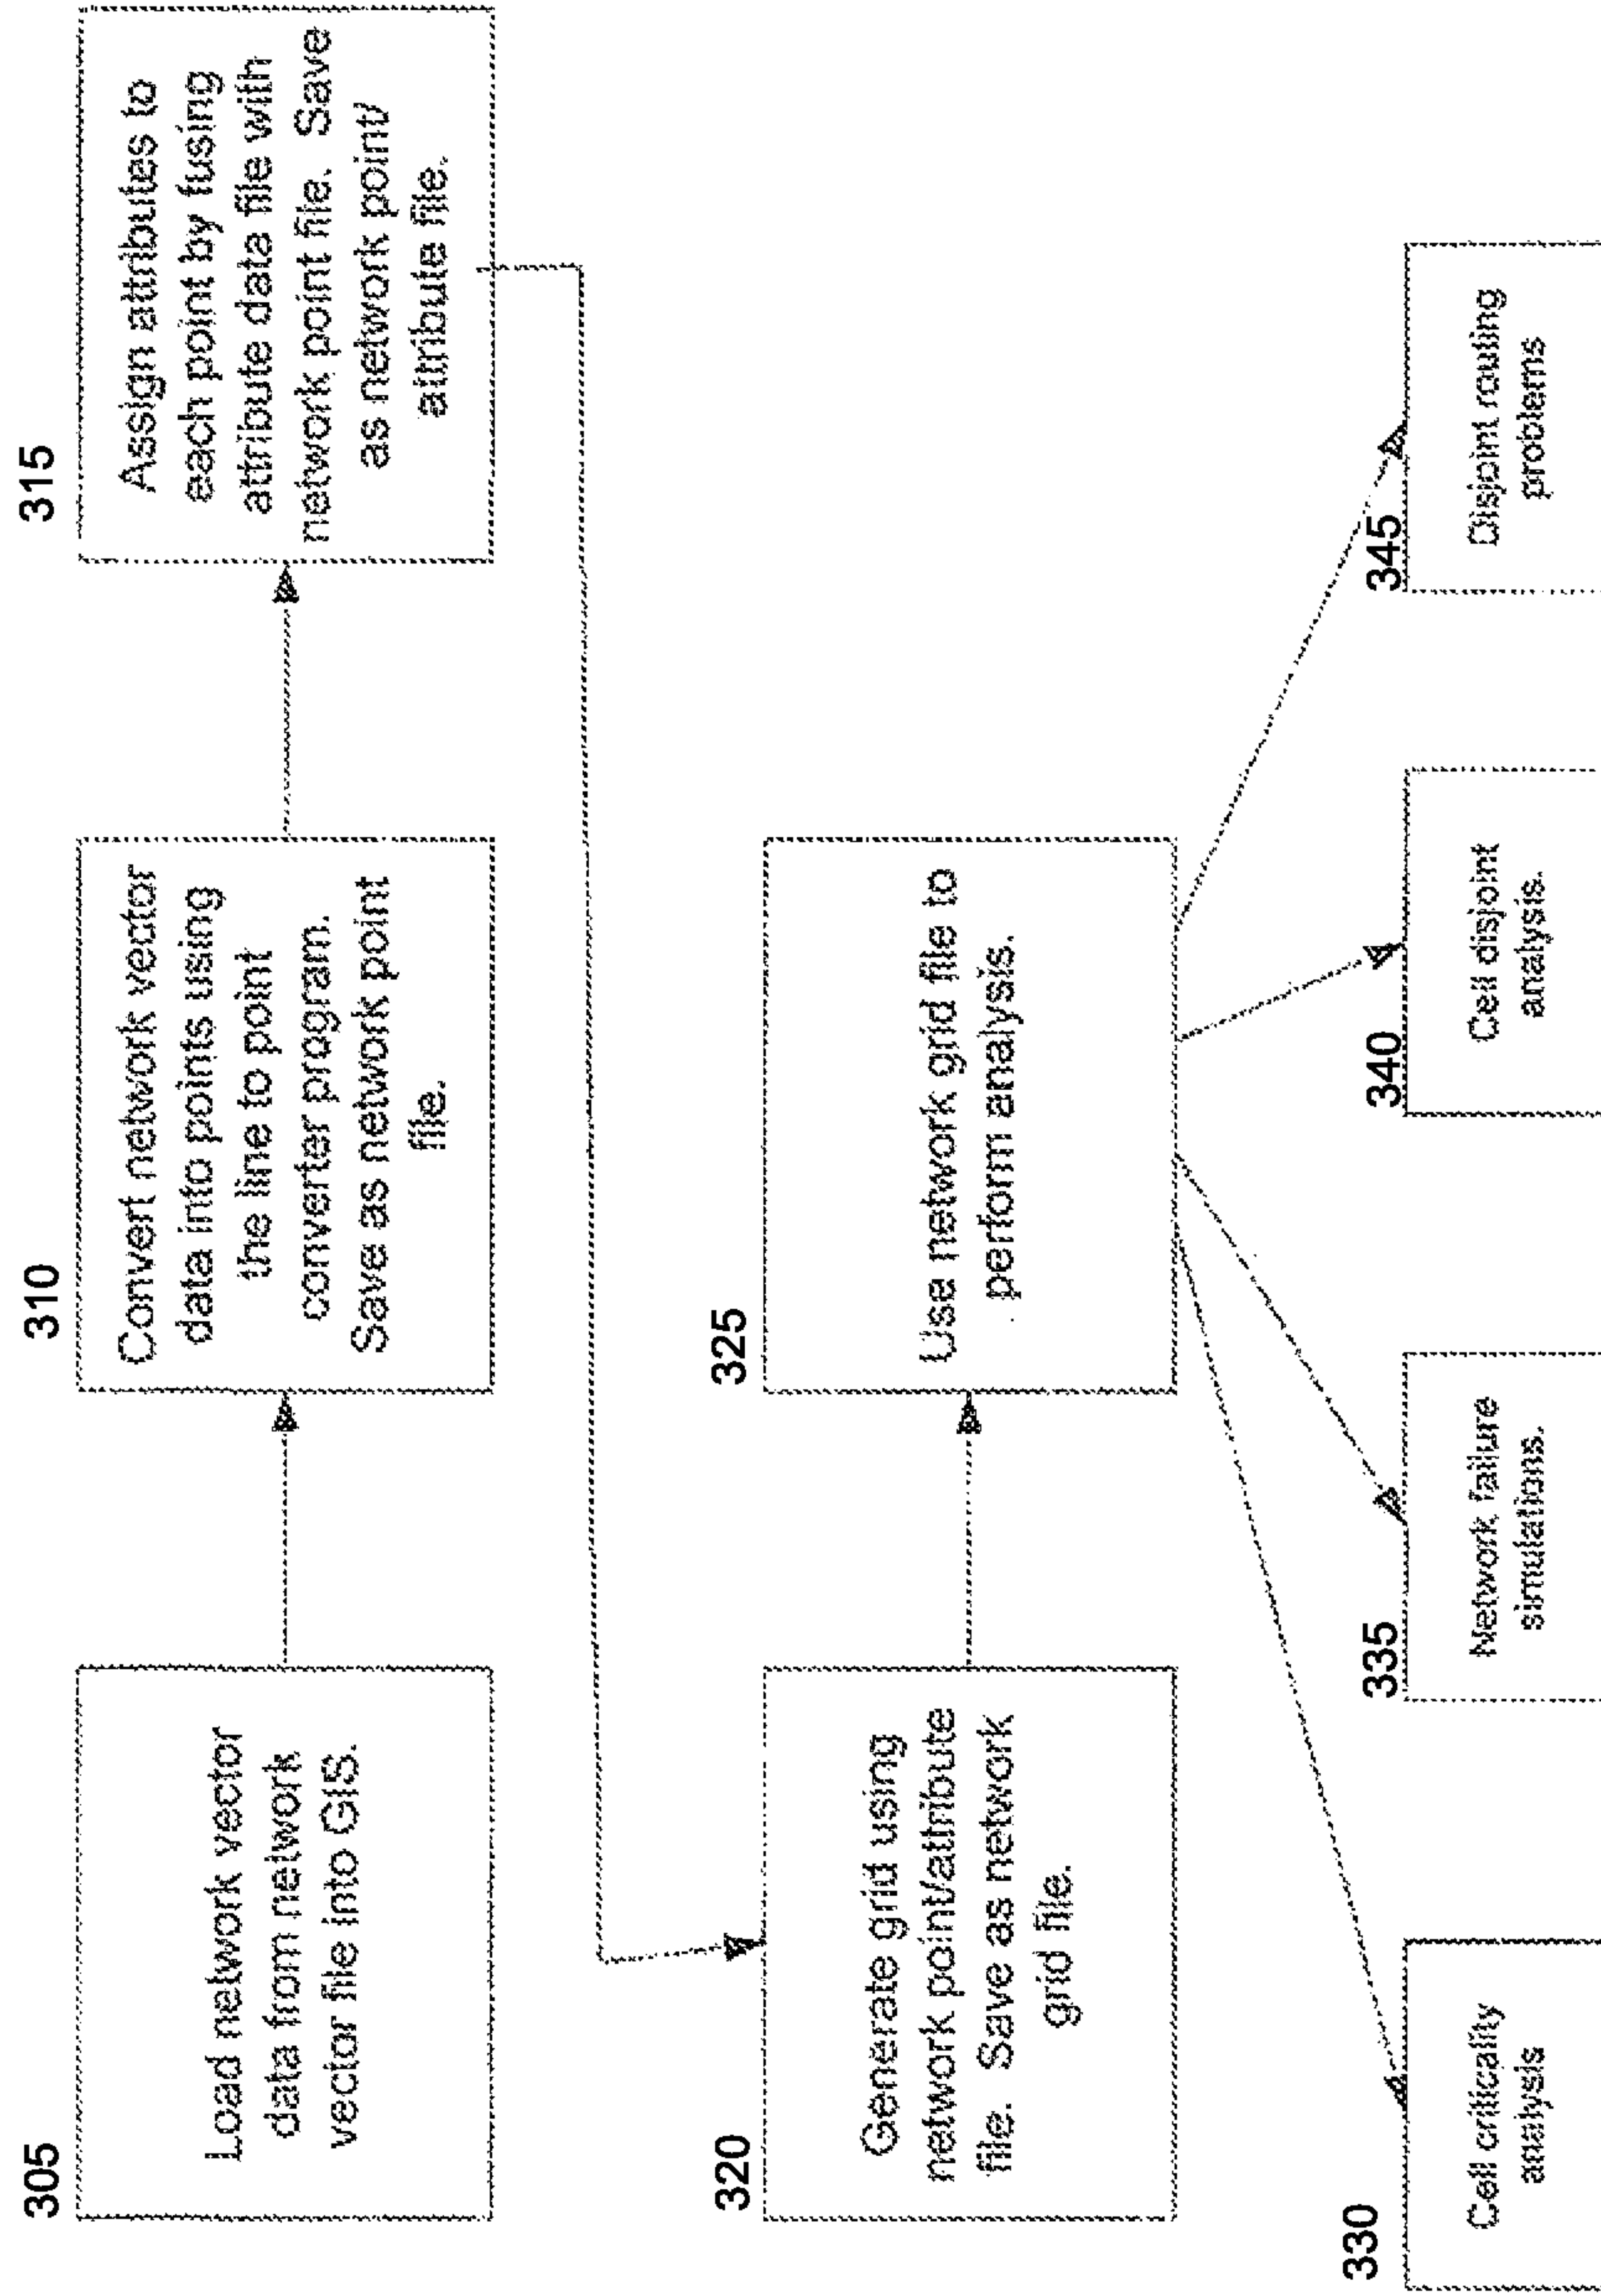 305
Load network vector
data from network
vector file into GIS.
310
Convert network vector
data into points using
the line to point
converter program.
Save as network point
file.
315
Assign attributes to
each point by fusing
attribute data file with
network point file. Save
as network point/
attribute file.
320
Generate grid using
network point/attribute
file. Save as network
grid file.
325
Use network grid file to
perform analysis.
330
Cell criticality
analysis
335
Network failure
simulations.
340
Cell disjoint
analysis.
345
Disjoint routing
problems